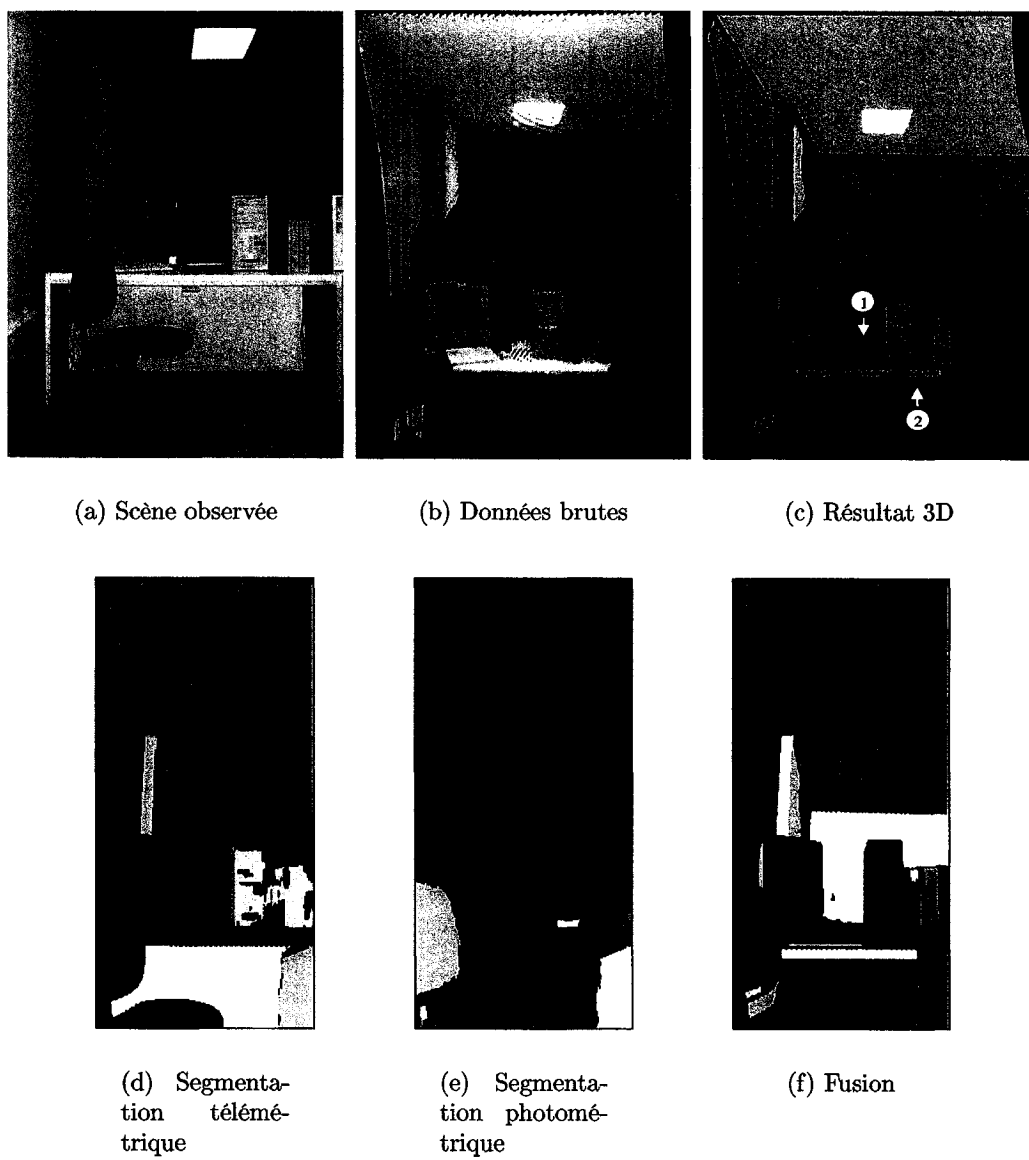 1
2
(a) Scène observée
(b) Données brutes
(c) Résultat 3D
(d) Segmenta-
tion télémé-
trique
(e) Segmenta-
tion photomé-
trique
(f) Fusion